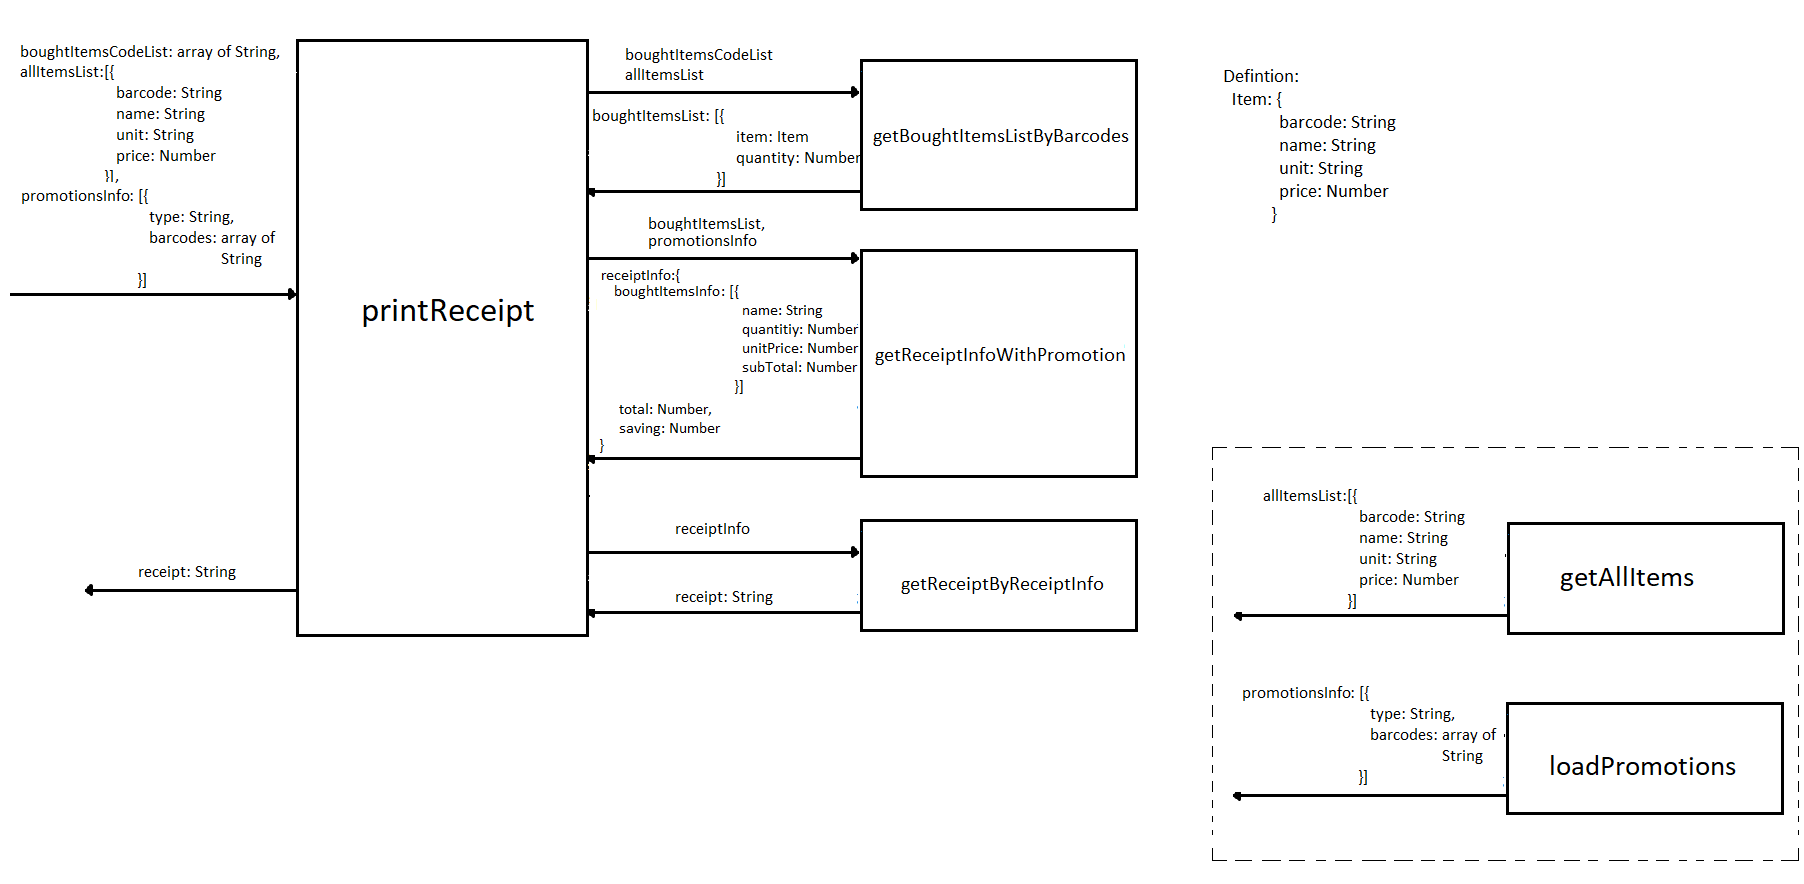 boughtItemsCodeList: array of String,
allItemsList:[{
barcode: String
name: String
unit: String
price: Number
}],
promotionsInfo: [{
type: String,
barcodes: array of
String
}]
printReceipt
receipt: String
boughtItemsCodeList
allItemsList
boughtItemsList: [{
item: Item
quantity: Number
}]
getBoughtItemsListByBarcodes
boughtItemsList,
promotionsInfo
receiptInfo:{
boughtItemsInfo: [{
name: String
quantitiy: Number
unitPrice: Number
subTotal: Number
}]
total: Number,
saving: Number
}
getReceiptInfoWithPromotion
receiptInfo
receipt: String
getReceiptByReceiptInfo
Defintion:
Item: {
barcode: String
name: String
unit: String
price: Number
}
allItemsList:[{
barcode: String
name: String
unit: String
price: Number
}]
getAllItems
promotionsInfo: [{
type: String,
barcodes: array of
String
}]
loadPromotions